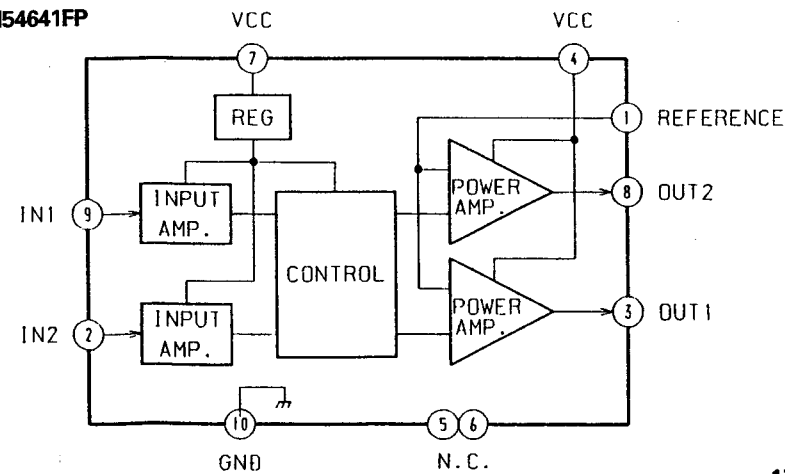 54641FP
VCC
VCC
7
4
REG
1
REFERENCE
POWER
AMP.
8
OUT2
IN1
9
INPUT
AMP.
CONTROL
POWER
AMP.
3
OUT1
IN2
2
INPUT
AMP.
10
5
6
GND
N.C.